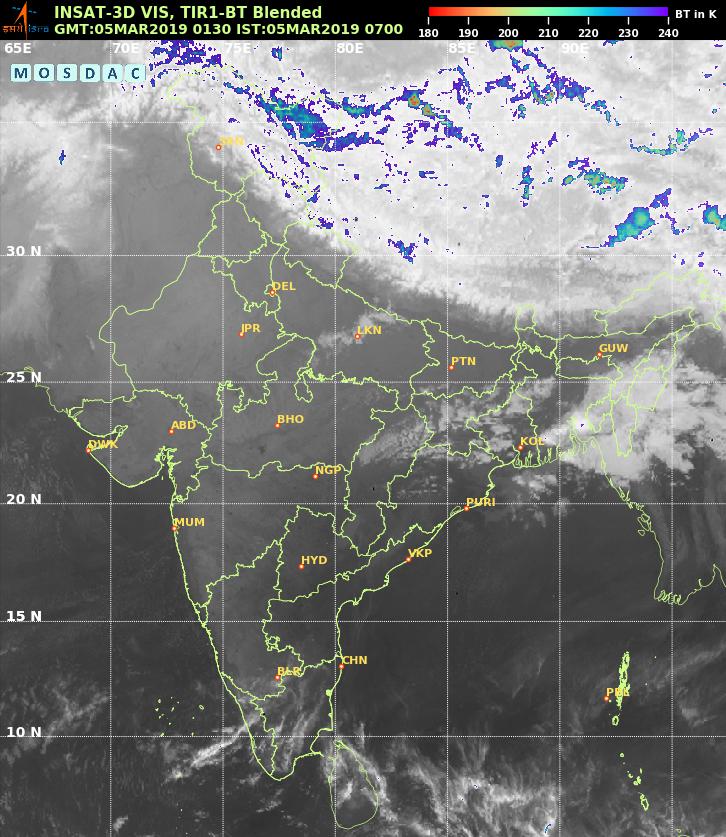 INSAT-3D VIS, TIR1-BT Blended
GMT:05MAR2019 0130 IST:05MAR2019 0700
BT in K
180 190 200 210 220 230 240
65E 70E 75E 80E 85E 90E
M O S D A C
SRN
30 N
DEL
JPR
LKN
GUW
PTN
25 N
ABD
BHO
DWK
KOL
NGP
20 N
PURI
MUM
VKP
HYD
15 N
CHN
BLR
PBL
10 N